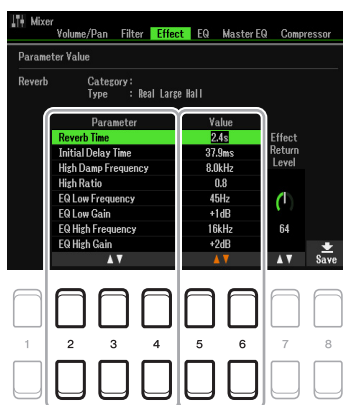 Mixer
Volume/Pan Filter Effect EQ Master EQ Compressor
Parameter Value
Reverb Category:
Type : Real Large Hall
Parameter Value
Reverb Time 2.4s
Initial Delay Time 37.9ms
High Damp Frequency 8.0kHz
High Ratio 0.8
EQ Low Frequency 45Hz
EQ Low Gain +1dB
EQ High Frequency 16kHz
EQ High Gain +2dB
Effect
Return
Level
64
Save
1 2 3 4 5 6 7 8